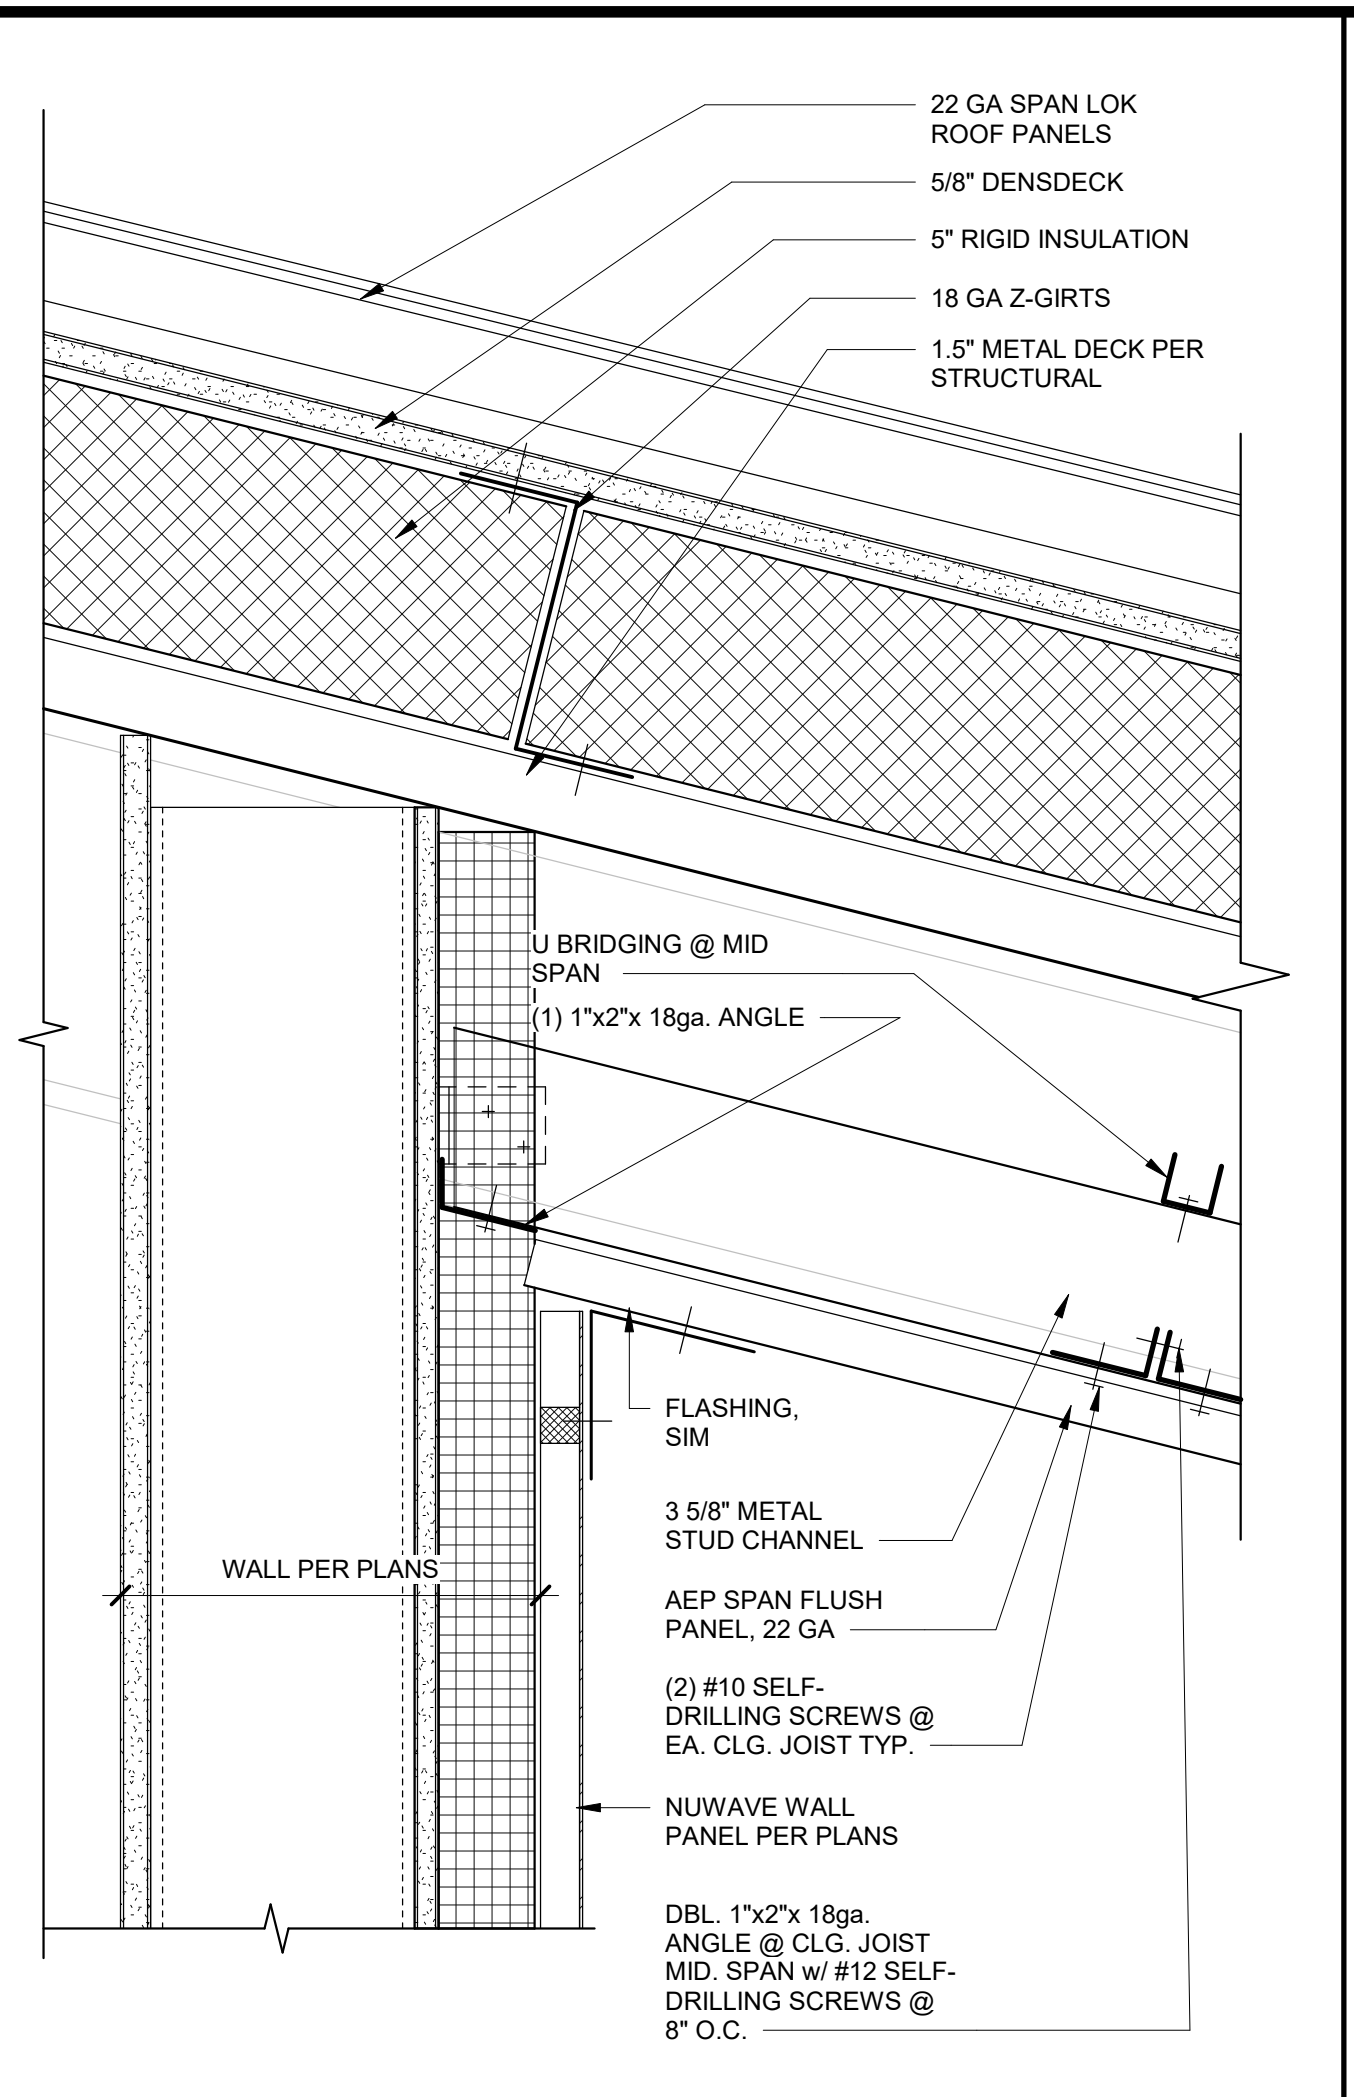 22 GA SPAN LOK
ROOF PANELS
5/8" DENSDECK
5" RIGID INSULATION
18 GA Z-GIRTS
1.5" METAL DECK PER
STRUCTURAL
U BRIDGING @ MID
SPAN
(1) 1"x2"x 18ga. ANGLE
FLASHING,
SIM
3 5/8" METAL
STUD CHANNEL
WALL PER PLANS
AEP SPAN FLUSH
PANEL, 22 GA
(2) #10 SELF-
DRILLING SCREWS @
EA. CLG. JOIST TYP.
NUWAVE WALL
PANEL PER PLANS
DBL. 1"x2"x 18ga.
ANGLE @ CLG. JOIST
MID. SPAN w/ #12 SELF-
DRILLING SCREWS @
8" O.C.